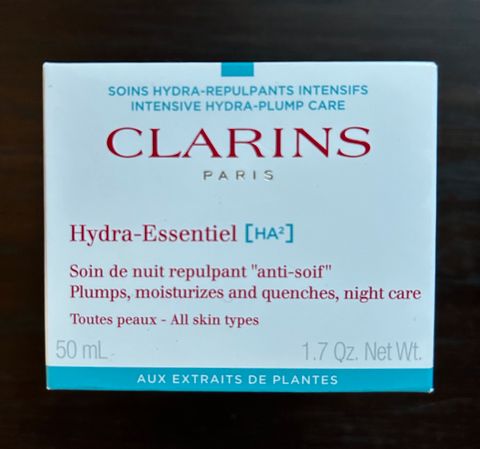 SOINS HYDRA-REPULPANTS INTENSIFS
INTENSIVE HYDRA-PLUMP CARE
CLARINS
PARIS
Hydra-Essentiel [HA²]
Soin de nuit repulpant "anti-soif"
Plumps, moisturizes and quenches, night care
Toutes peaux - All skin types
50 mL 1.7 Oz. Net Wt.
AUX EXTRAITS DE PLANTES